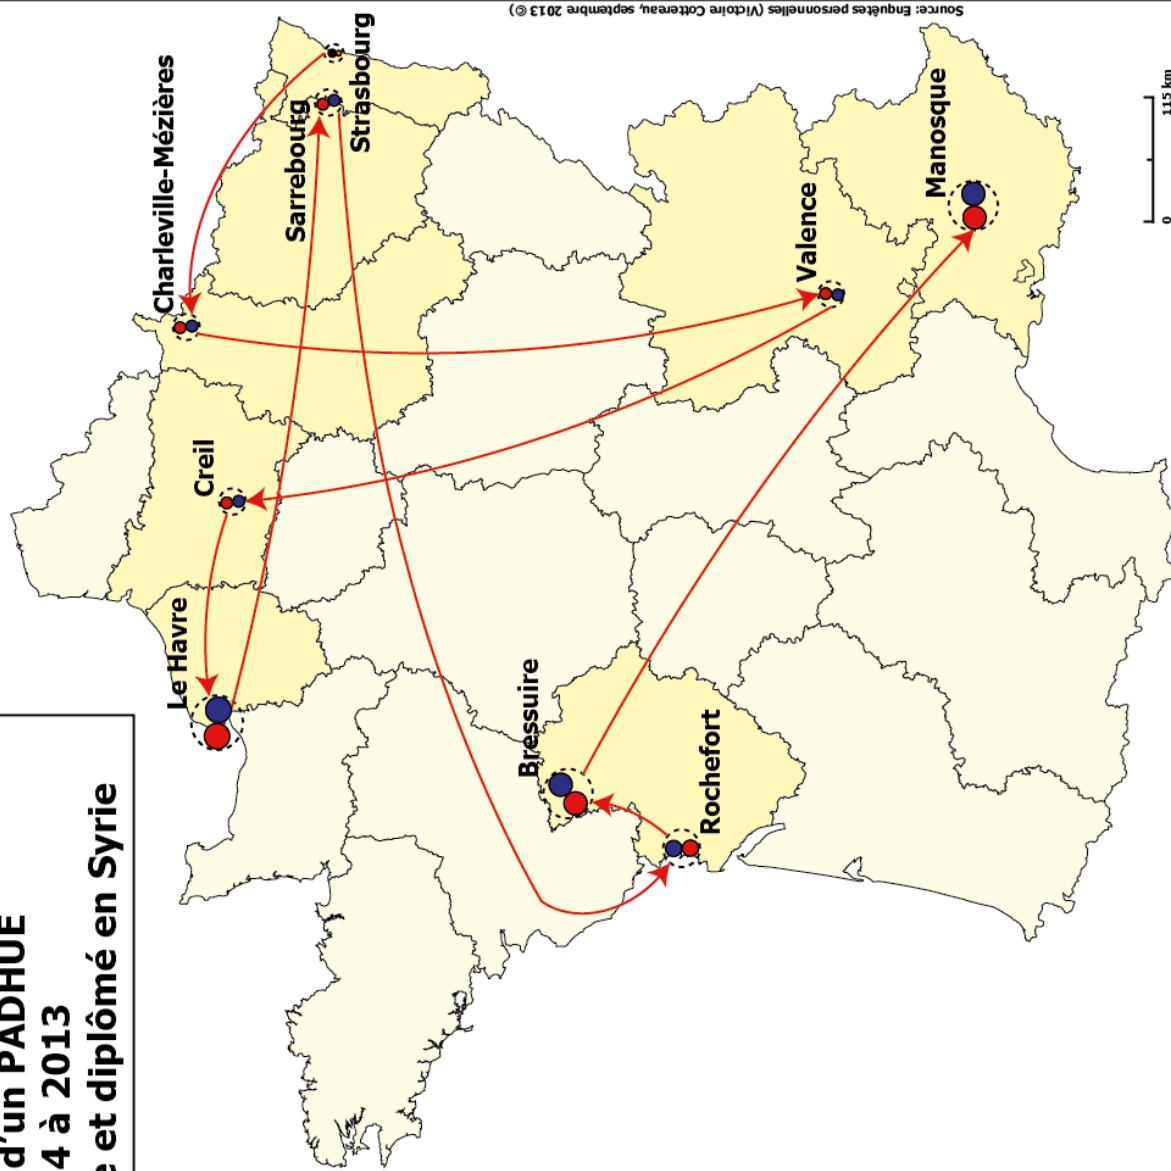 d'un PADHUE
4 à 2013
e et diplômé en Syrie
Charleville-Mézières
Sarrebourg
Strasbourg
Creil
Le Havre
Valence
Manosque
Bressuire
Rochefort
0
115 km
Source: Enquêtes personnelles (Victoire Cottereau, septembre 2013 ©)